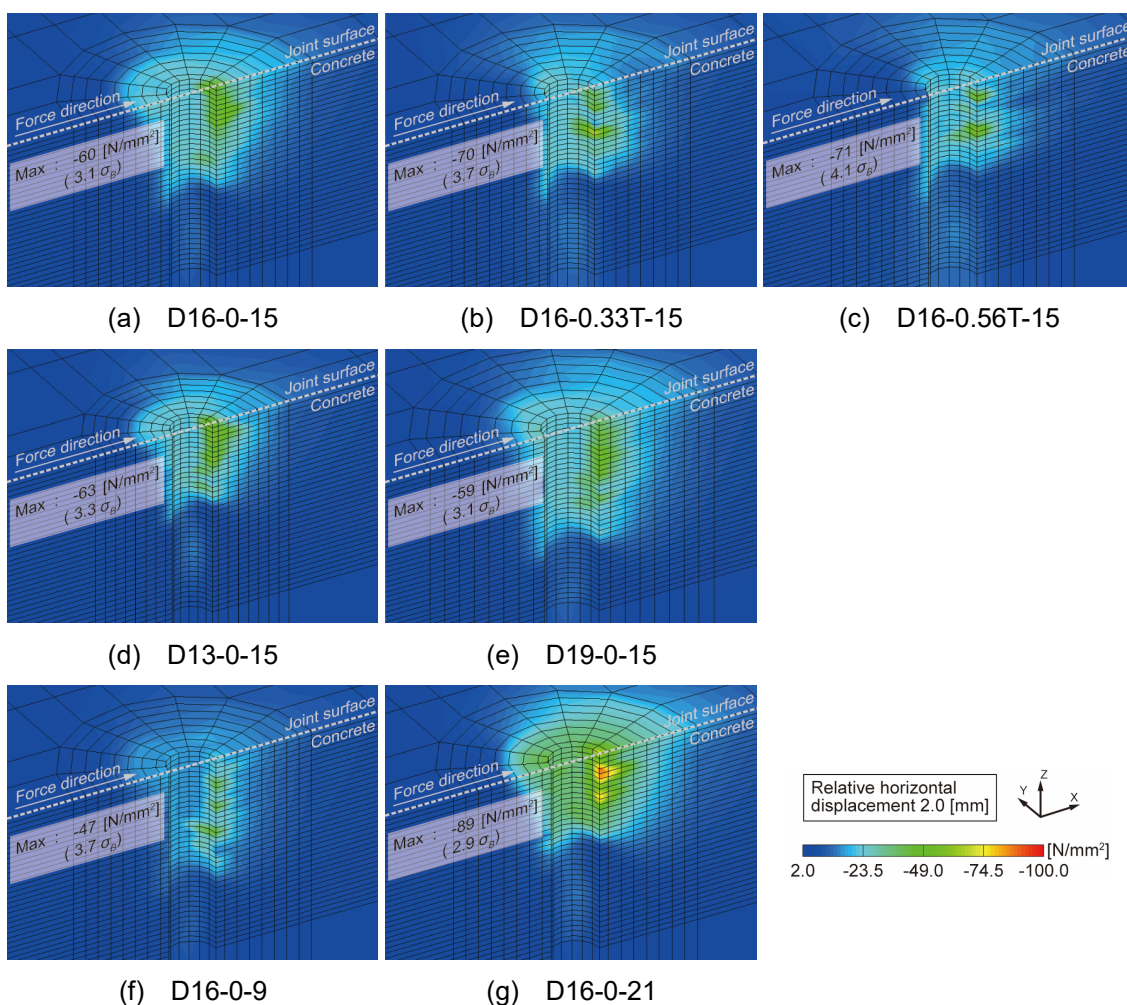 Joint surface
Concrete
Force direction
Max : -60 [N/mm²]
( 3.1 σB)
(a) D16-0-15
Joint surface
Concrete
Force direction
Max : -70 [N/mm²]
( 3.7 σB)
(b) D16-0.33T-15
Joint surface
Concrete
Force direction
Max : -71 [N/mm²]
( 4.1 σB)
(c) D16-0.56T-15
Joint surface
Concrete
Force direction
Max : -63 [N/mm²]
( 3.3 σB)
(d) D13-0-15
Joint surface
Concrete
Force direction
Max : -59 [N/mm²]
( 3.1 σB)
(e) D19-0-15
Joint surface
Concrete
Force direction
Max : -47 [N/mm²]
( 3.7 σB)
(f) D16-0-9
Joint surface
Concrete
Force direction
Max : -89 [N/mm²]
( 2.9 σB)
(g) D16-0-21
Relative horizontal
displacement 2.0 [mm]
Z
Y
X
[N/mm²]
2.0 -23.5 -49.0 -74.5 -100.0